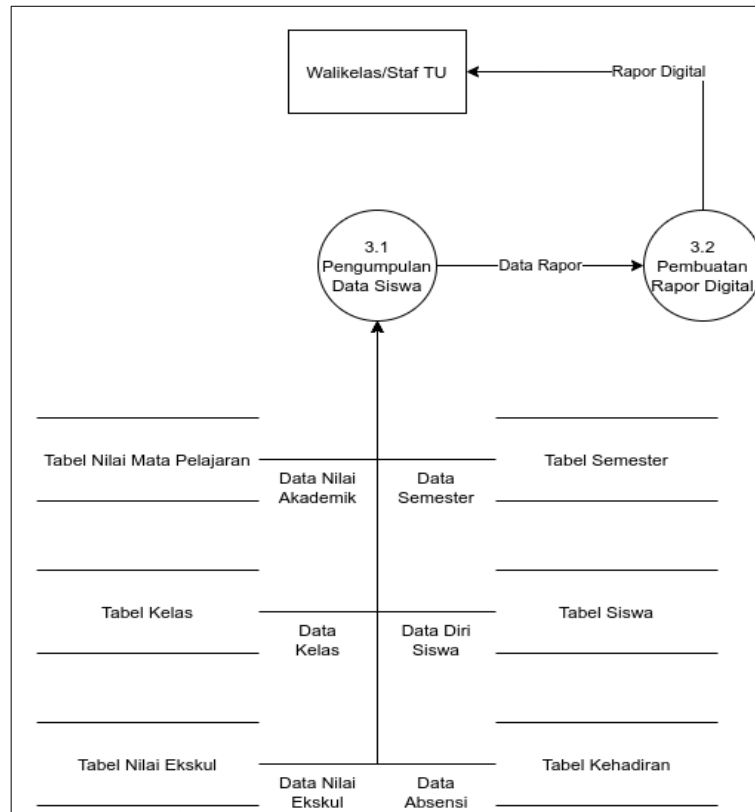 Walikelas/Staf TU
Rapor Digital
3.1
Pengumpulan
Data Siswa
Data Rapor
3.2
Pembuatan
Rapor Digital
Tabel Nilai Mata Pelajaran
Data Nilai
Akademik
Data
Semester
Tabel Semester
Tabel Kelas
Data
Kelas
Data Diri
Siswa
Tabel Siswa
Tabel Nilai Ekskul
Data Nilai
Ekskul
Data
Absensi
Tabel Kehadiran